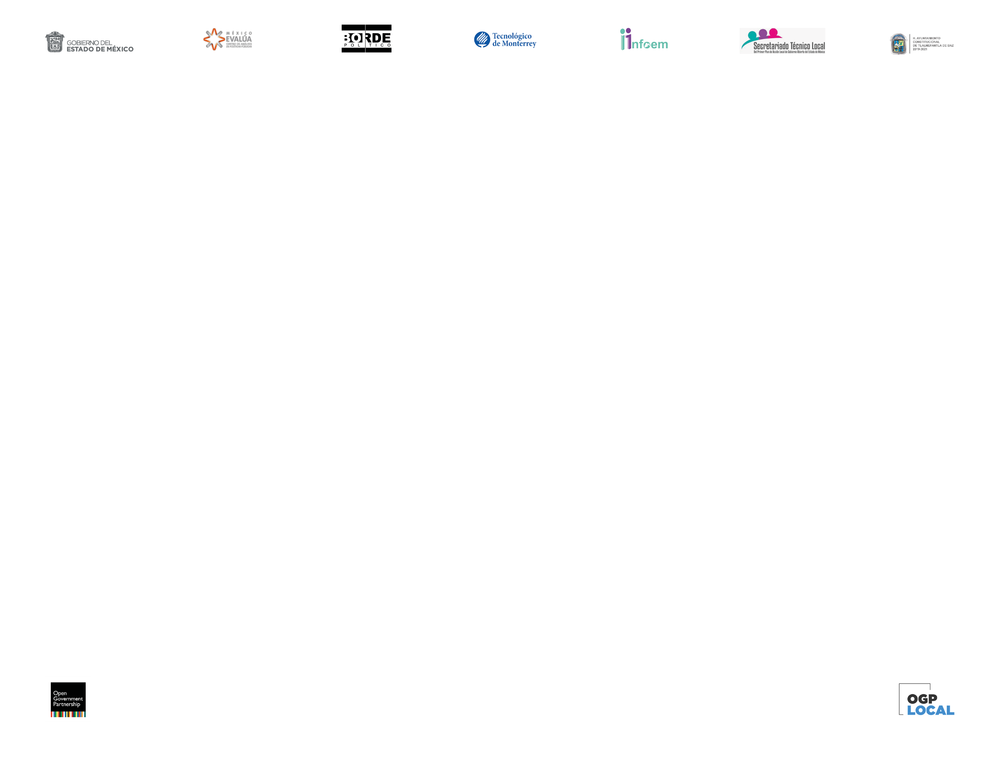 GOBIERNO DEL
ESTADO DE MÉXICO
MÉXICO
EVALÚA
CENTRO DE ANÁLISIS
DE POLÍTICAS PÚBLICAS
BORDE
POLÍTICO
Tecnológico
de Monterrey
infoem
Secretariado Técnico Local
Del Primer Plan de Acción Local de Gobierno Abierto del Estado de México
H. AYUNTAMIENTO
CONSTITUCIONAL
DE TLALNEPANTLA DE BAZ
2019-2021
Open
Government
Partnership
OGP
LOCAL